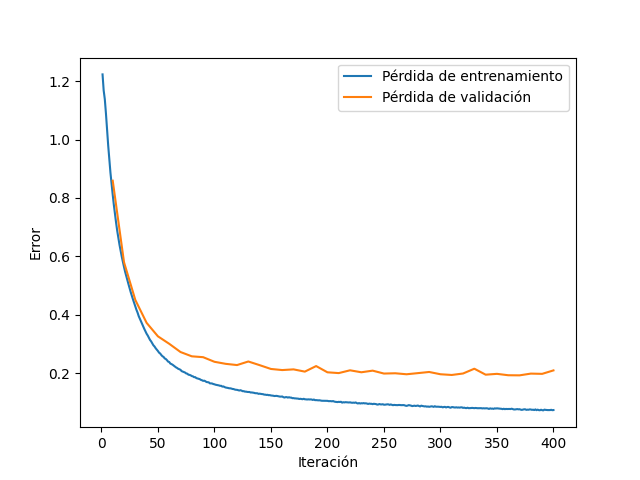 Pérdida de entrenamiento
Pérdida de validación
Error
1.2
1.0
0.8
0.6
0.4
0.2
0 50 100 150 200 250 300 350 400
Iteración